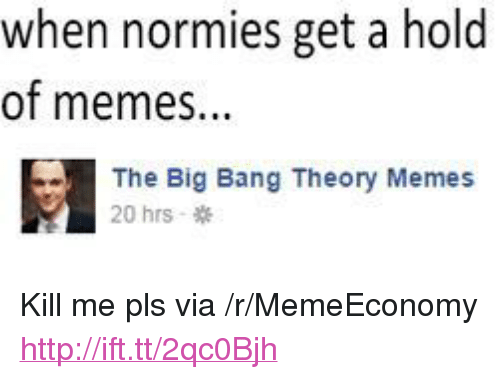 when normies get a hold
of memes...
The Big Bang Theory Memes
20 hrs ·
Kill me pls via /r/MemeEconomy
http://ift.tt/2qc0Bjh